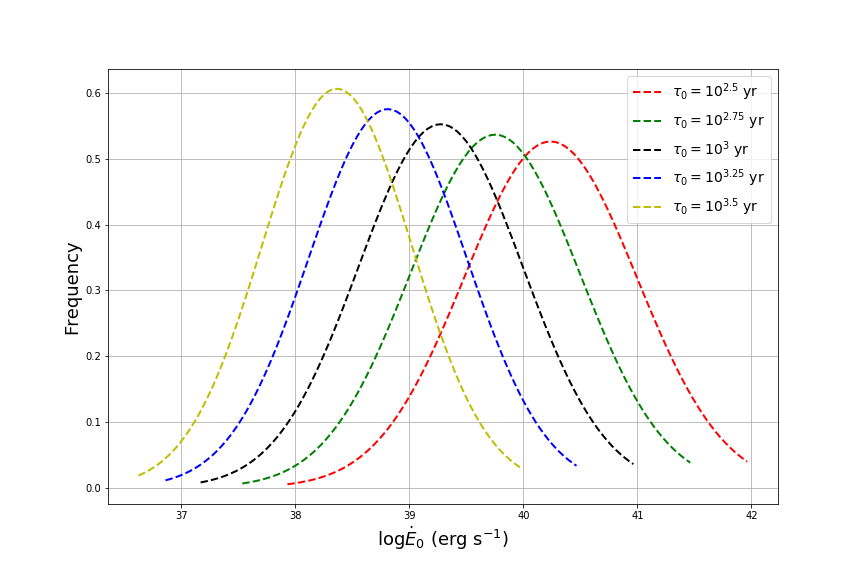 0.6
0.5
0.4
0.3
0.2
0.1
0.0
Frequency
37 38 39 40 41 42
logĖ₀ (erg s⁻¹)
τ₀ = 10^2.5 yr
τ₀ = 10^2.75 yr
τ₀ = 10^3 yr
τ₀ = 10^3.25 yr
τ₀ = 10^3.5 yr